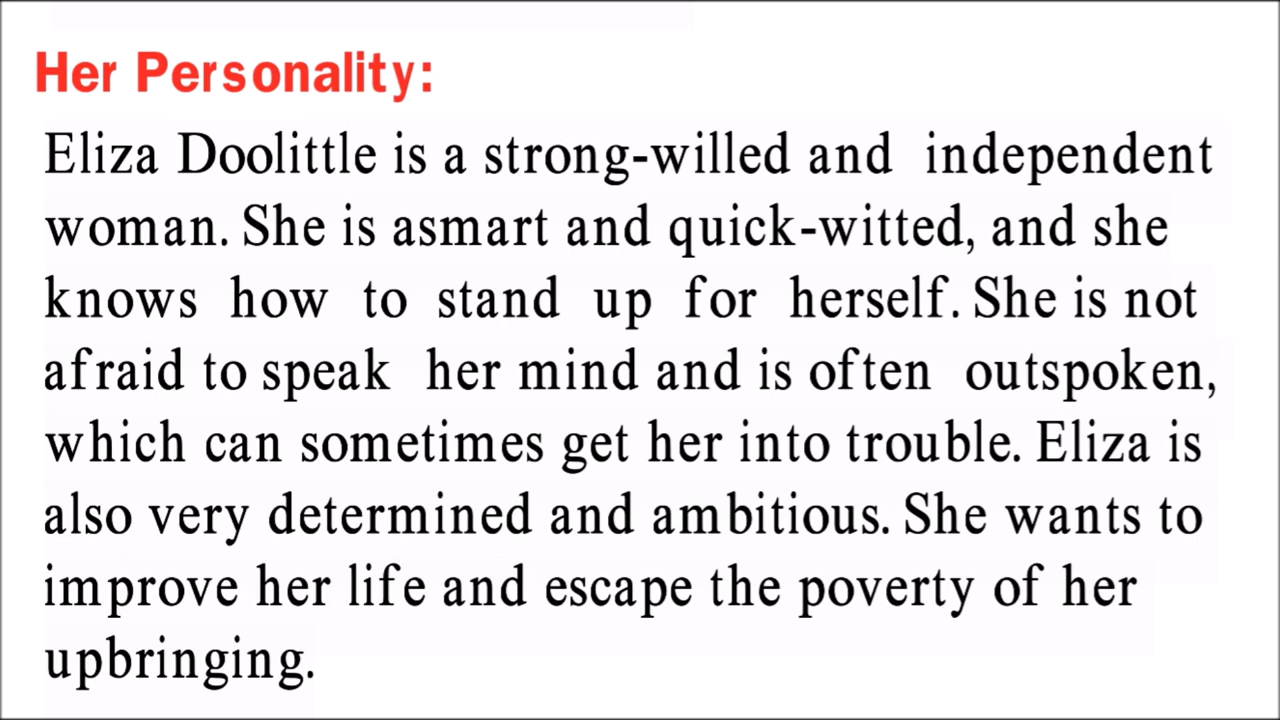 Her Personality:
Eliza Doolittle is a strong-willed and independent
woman. She is asmart and quick-witted, and she
knows how to stand up for herself. She is not
afraid to speak her mind and is often outspoken,
which can sometimes get her into trouble. Eliza is
also very determined and ambitious. She wants to
improve her life and escape the poverty of her
upbringing.